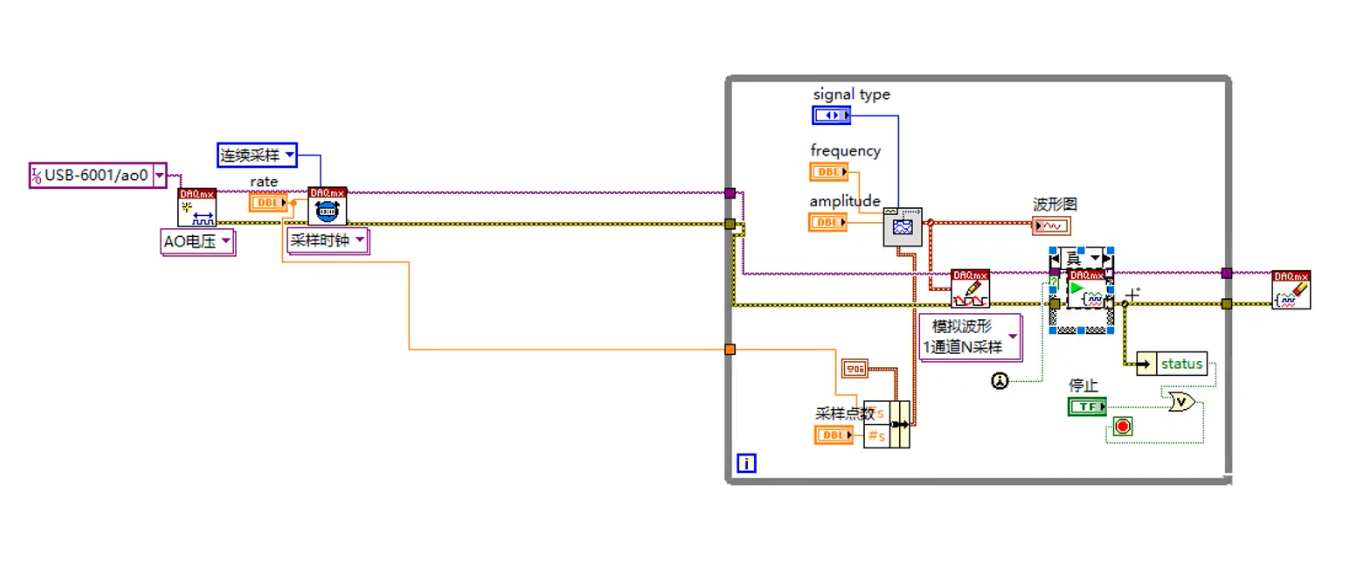 signal type
连续采样
frequency
I/O USB-6001/ao0
DBL
rate
DAQmx
DBL
DAQmx
amplitude
DBL
波形图
AO电压
采样时钟
真
DAQmx
DAQmx
DAQmx
?
模拟波形
1通道N采样
status
停止
TF
V
采样点数
s
DBL
#s
i